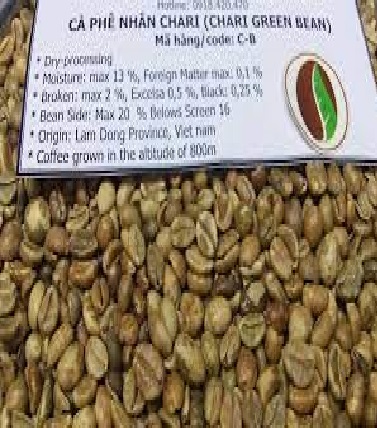 Hotline: 0918.420.420
CÀ PHÊ NHÂN CHARI (CHARI GREEN BEAN)
Mã hàng/code: C-B
* Dry processing
* Moisture: max 13 %, Foreign Matter max: 0,1 %
* Broken: max 2 %, Excelsa 0,5 %, Black: 0,25 %
* Bean Side: Max 20 % Belows Screen 16
* Origin: Lam Dong Province, Viet nam
* Coffee grown in the altitude of 800m